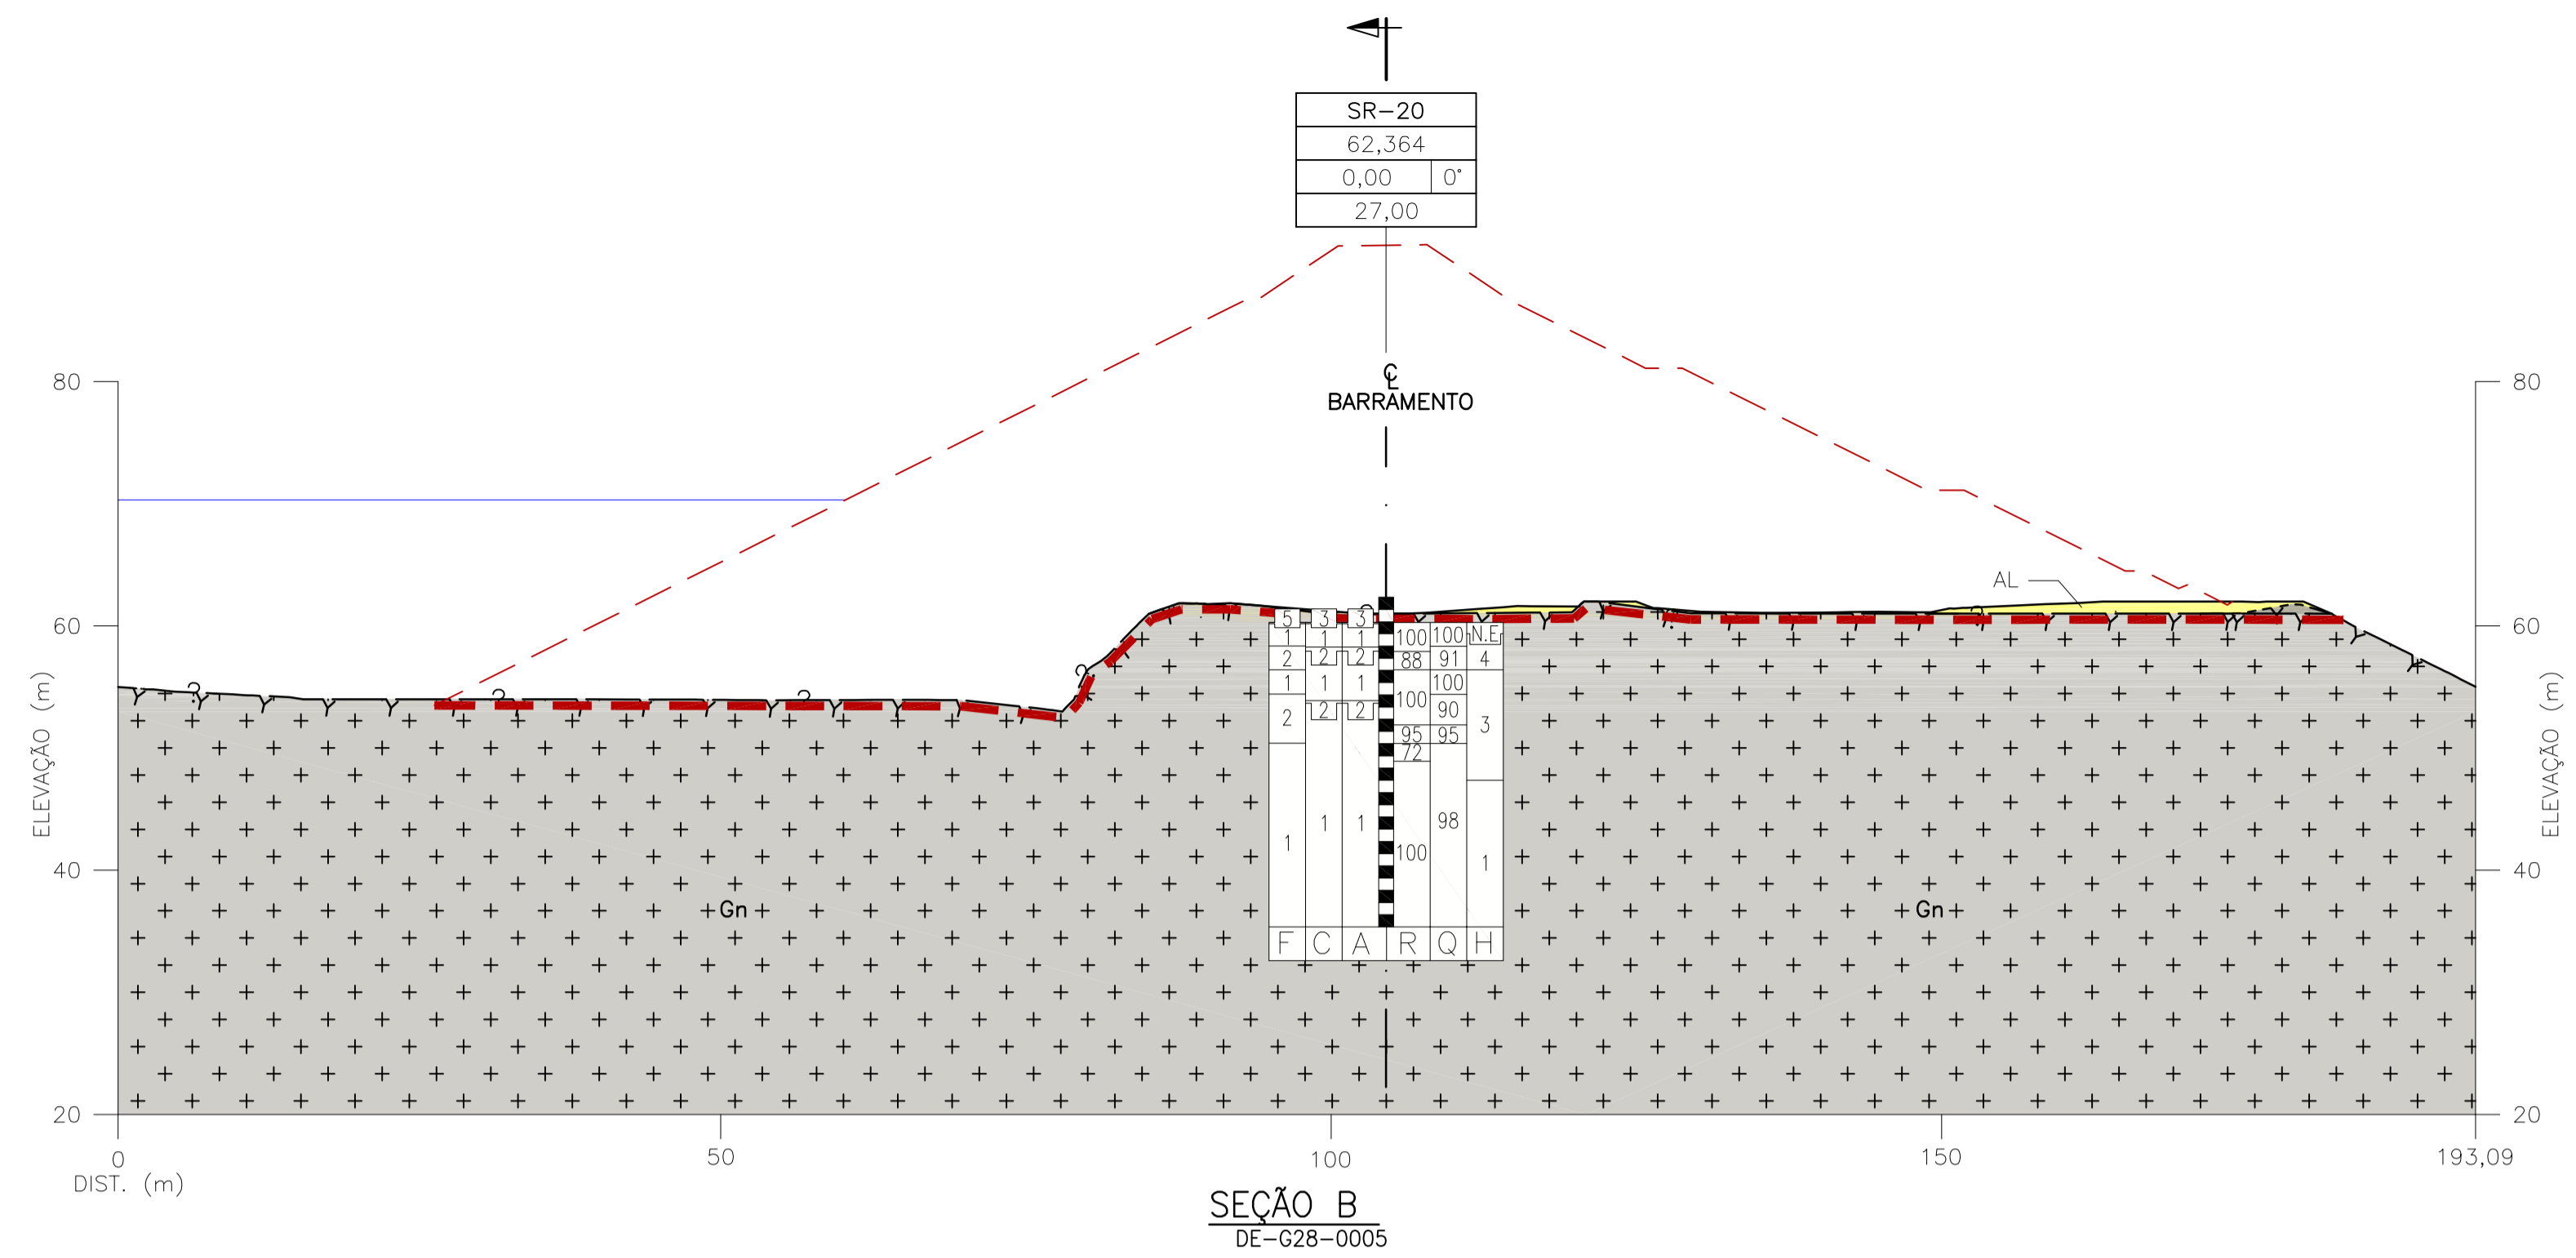 SR-20
62,364
0,00 0°
27,00
80 80
℄
BARRAMENTO
AL
60 60
5 3 3
1 1 1 100 100 N.E
2 2 2 88 91 4
1 1 1 100 100
2 2 2 90 3
95 95
72
40 40
1 1 1 100 98 1
Gn Gn
F C A R Q H
20 20
ELEVAÇÃO (m)
ELEVAÇÃO (m)
? ? ? ? ? ?
0 50 100 150 193,09
DIST. (m)
SEÇÃO B
DE-G28-0005